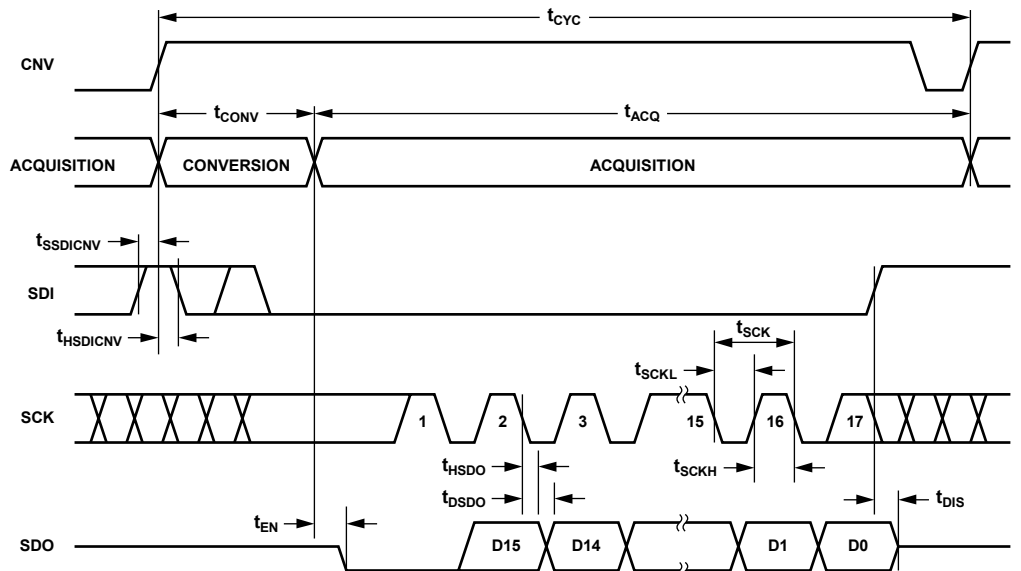 tCYC
CNV
tCONV
tACQ
ACQUISITION
CONVERSION
ACQUISITION
tSSDICNV
SDI
tHSDICNV
tSCK
tSCKL
SCK
1
2
3
15
16
17
tHSDO
tSCKH
tDSDO
tDIS
tEN
SDO
D15
D14
D1
D0